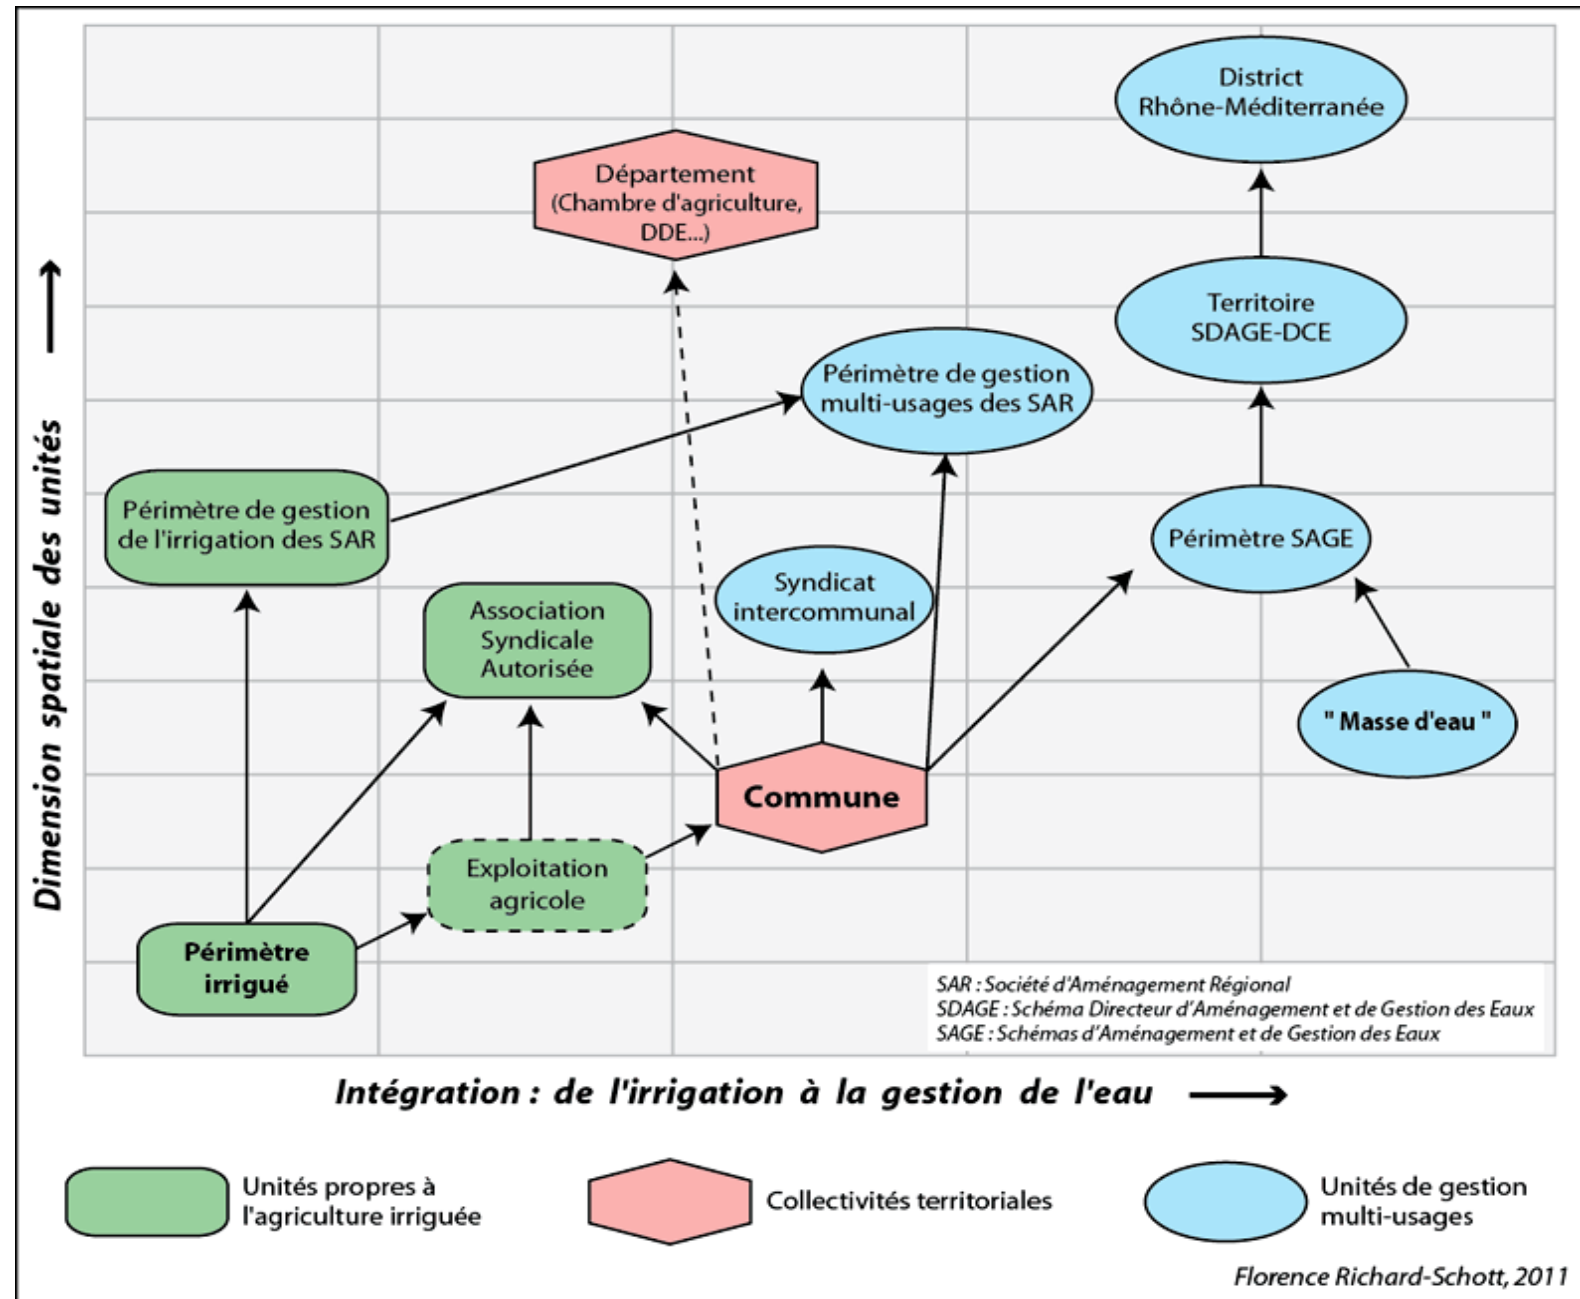 District
Rhône-Méditerranée
Département
(Chambre d'agriculture,
DDE...)
Territoire
SDAGE-DCE
Périmètre de gestion
multi-usages des SAR
Périmètre de gestion
de l'irrigation des SAR
Périmètre SAGE
Syndicat
intercommunal
Association
Syndicale
Autorisée
" Masse d'eau "
Commune
Exploitation
agricole
Périmètre
irrigué
Dimension spatiale des unités
SAR : Société d'Aménagement Régional
SDAGE : Schéma Directeur d'Aménagement et de Gestion des Eaux
SAGE : Schémas d'Aménagement et de Gestion des Eaux
Intégration : de l'irrigation à la gestion de l'eau
Unités propres à
l'agriculture irriguée
Collectivités territoriales
Unités de gestion
multi-usages
Florence Richard-Schott, 2011